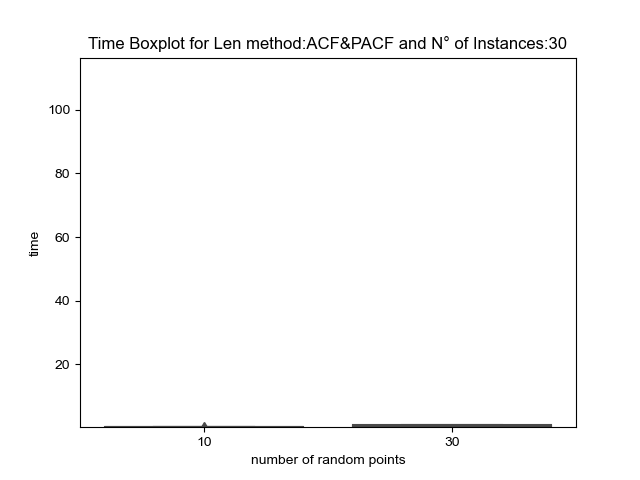 Time Boxplot for Len method:ACF&PACF and N° of Instances:30
100
80
60
40
20
time
10
30
number of random points